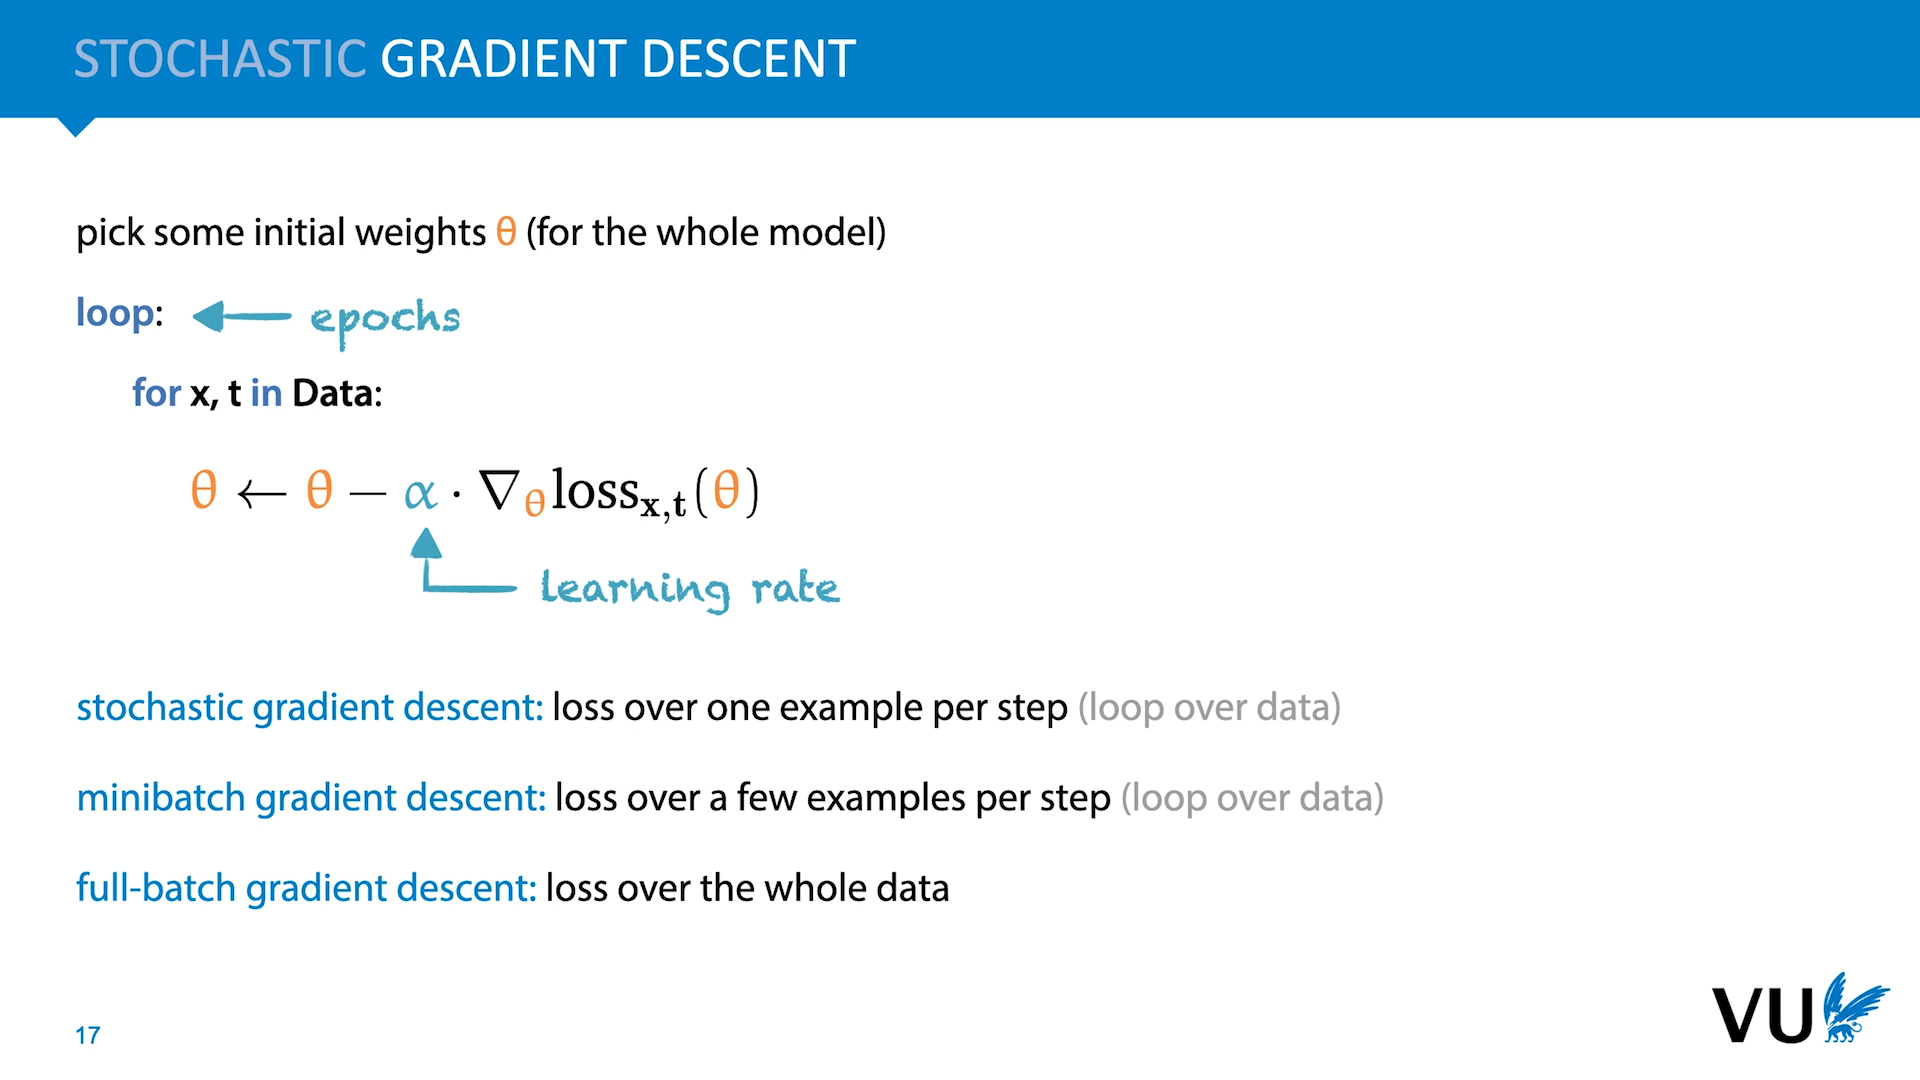 STOCHASTIC GRADIENT DESCENT
pick some initial weights θ (for the whole model)
loop: epochs
for x, t in Data:
θ ← θ − α · ∇θ loss x,t (θ)
learning rate
stochastic gradient descent: loss over one example per step (loop over data)
minibatch gradient descent: loss over a few examples per step (loop over data)
full-batch gradient descent: loss over the whole data
17
VU